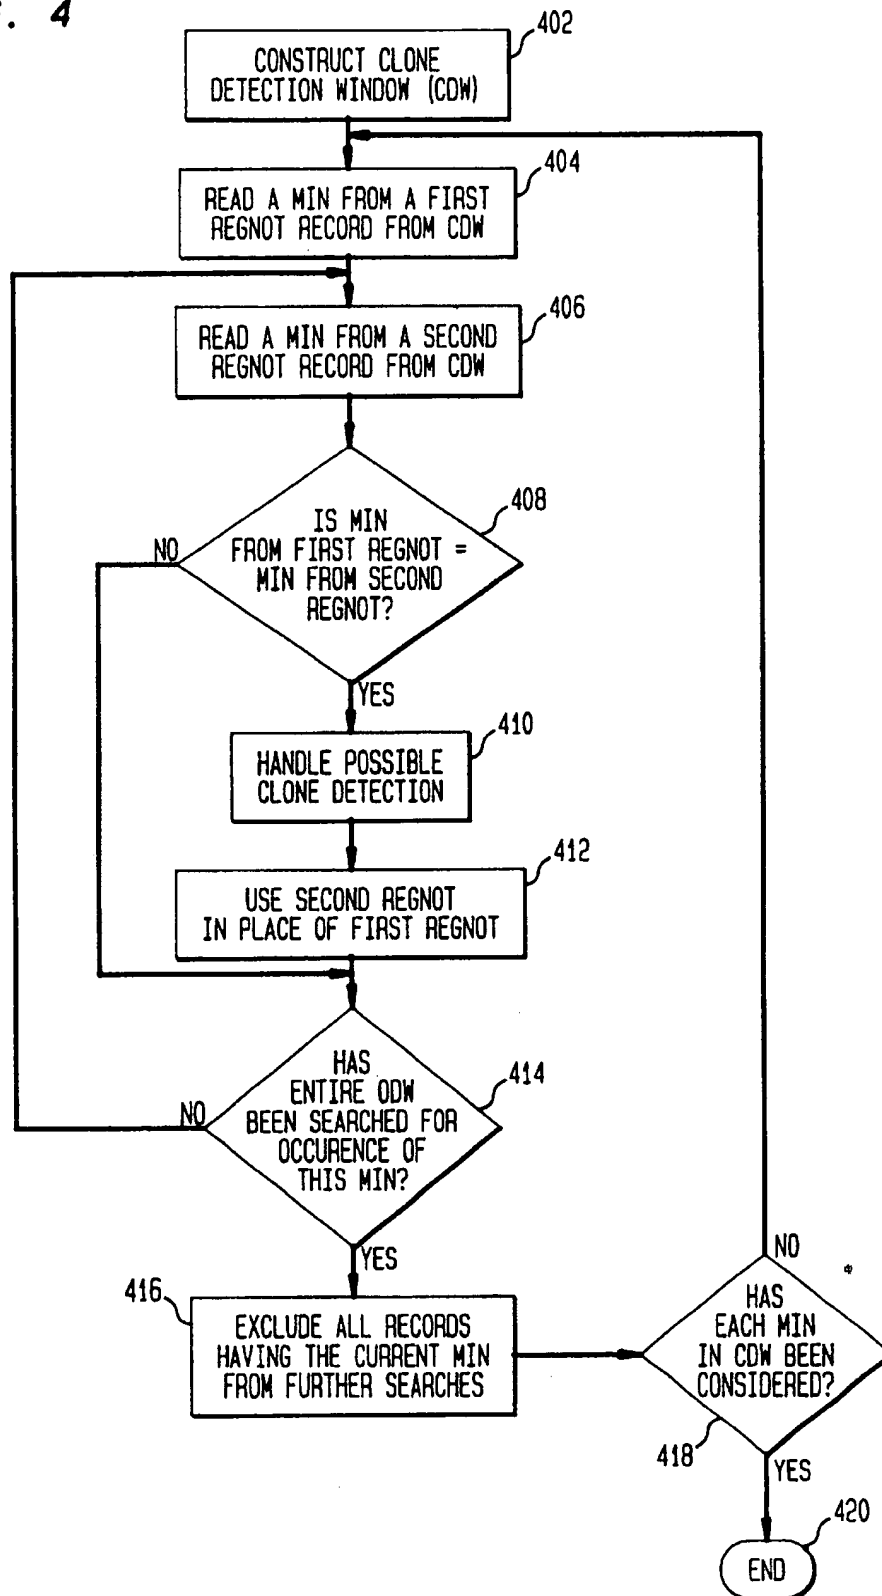 . 4
402
CONSTRUCT CLONE
DETECTION WINDOW (CDW)
404
READ A MIN FROM A FIRST
REGNOT RECORD FROM CDW
406
READ A MIN FROM A SECOND
REGNOT RECORD FROM CDW
408
IS MIN
FROM FIRST REGNOT =
MIN FROM SECOND
REGNOT?
NO
YES
410
HANDLE POSSIBLE
CLONE DETECTION
412
USE SECOND REGNOT
IN PLACE OF FIRST REGNOT
414
HAS
ENTIRE ODW
BEEN SEARCHED FOR
OCCURENCE OF
THIS MIN?
NO
YES
416
EXCLUDE ALL RECORDS
HAVING THE CURRENT MIN
FROM FURTHER SEARCHES
NO
HAS
EACH MIN
IN CDW BEEN
CONSIDERED?
418
YES
420
END